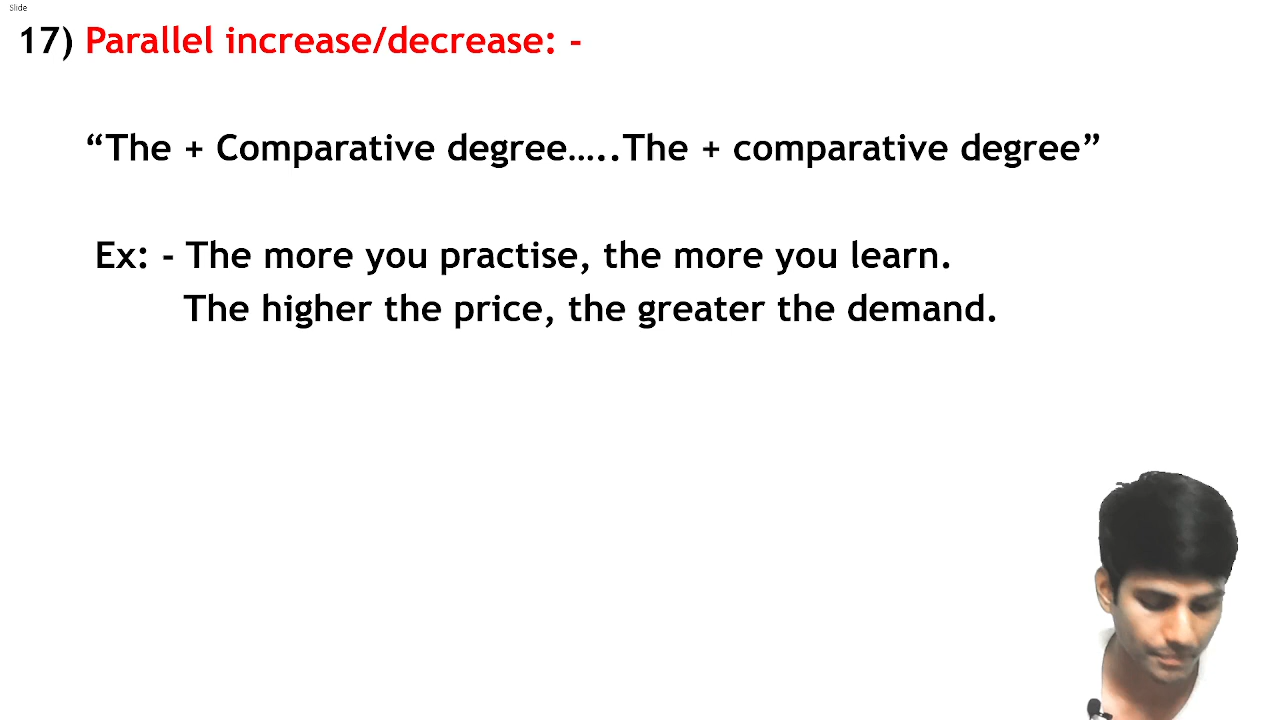 Slide
17) Parallel increase/decrease: -
“The + Comparative degree…..The + comparative degree”
Ex: - The more you practise, the more you learn.
The higher the price, the greater the demand.